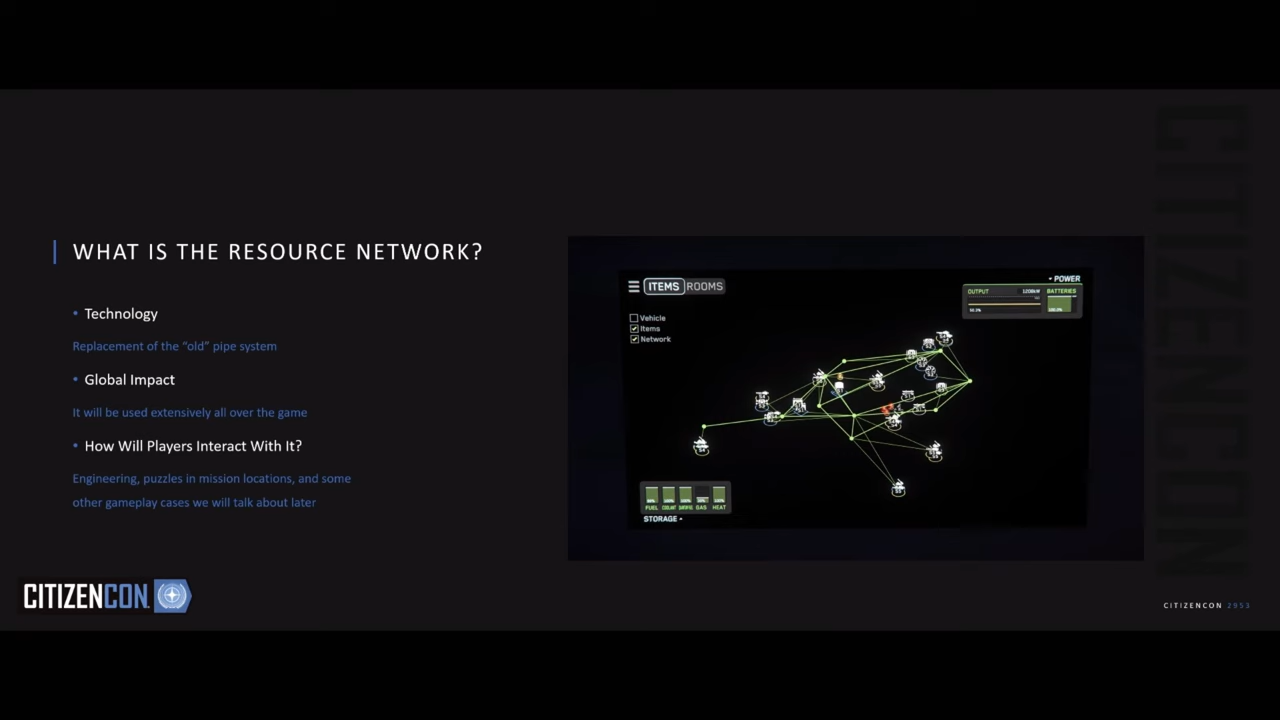 WHAT IS THE RESOURCE NETWORK?
• Technology
Replacement of the “old” pipe system
• Global Impact
It will be used extensively all over the game
• How Will Players Interact With It?
Engineering, puzzles in mission locations, and some
other gameplay cases we will talk about later
ITEMS ROOMS
Vehicle
Items
Network
POWER
OUTPUT
BATTERIES
FUEL COOLANT GAS HEAT
STORAGE
CITIZENCON
CITIZENCON 2953
CITIZENCON